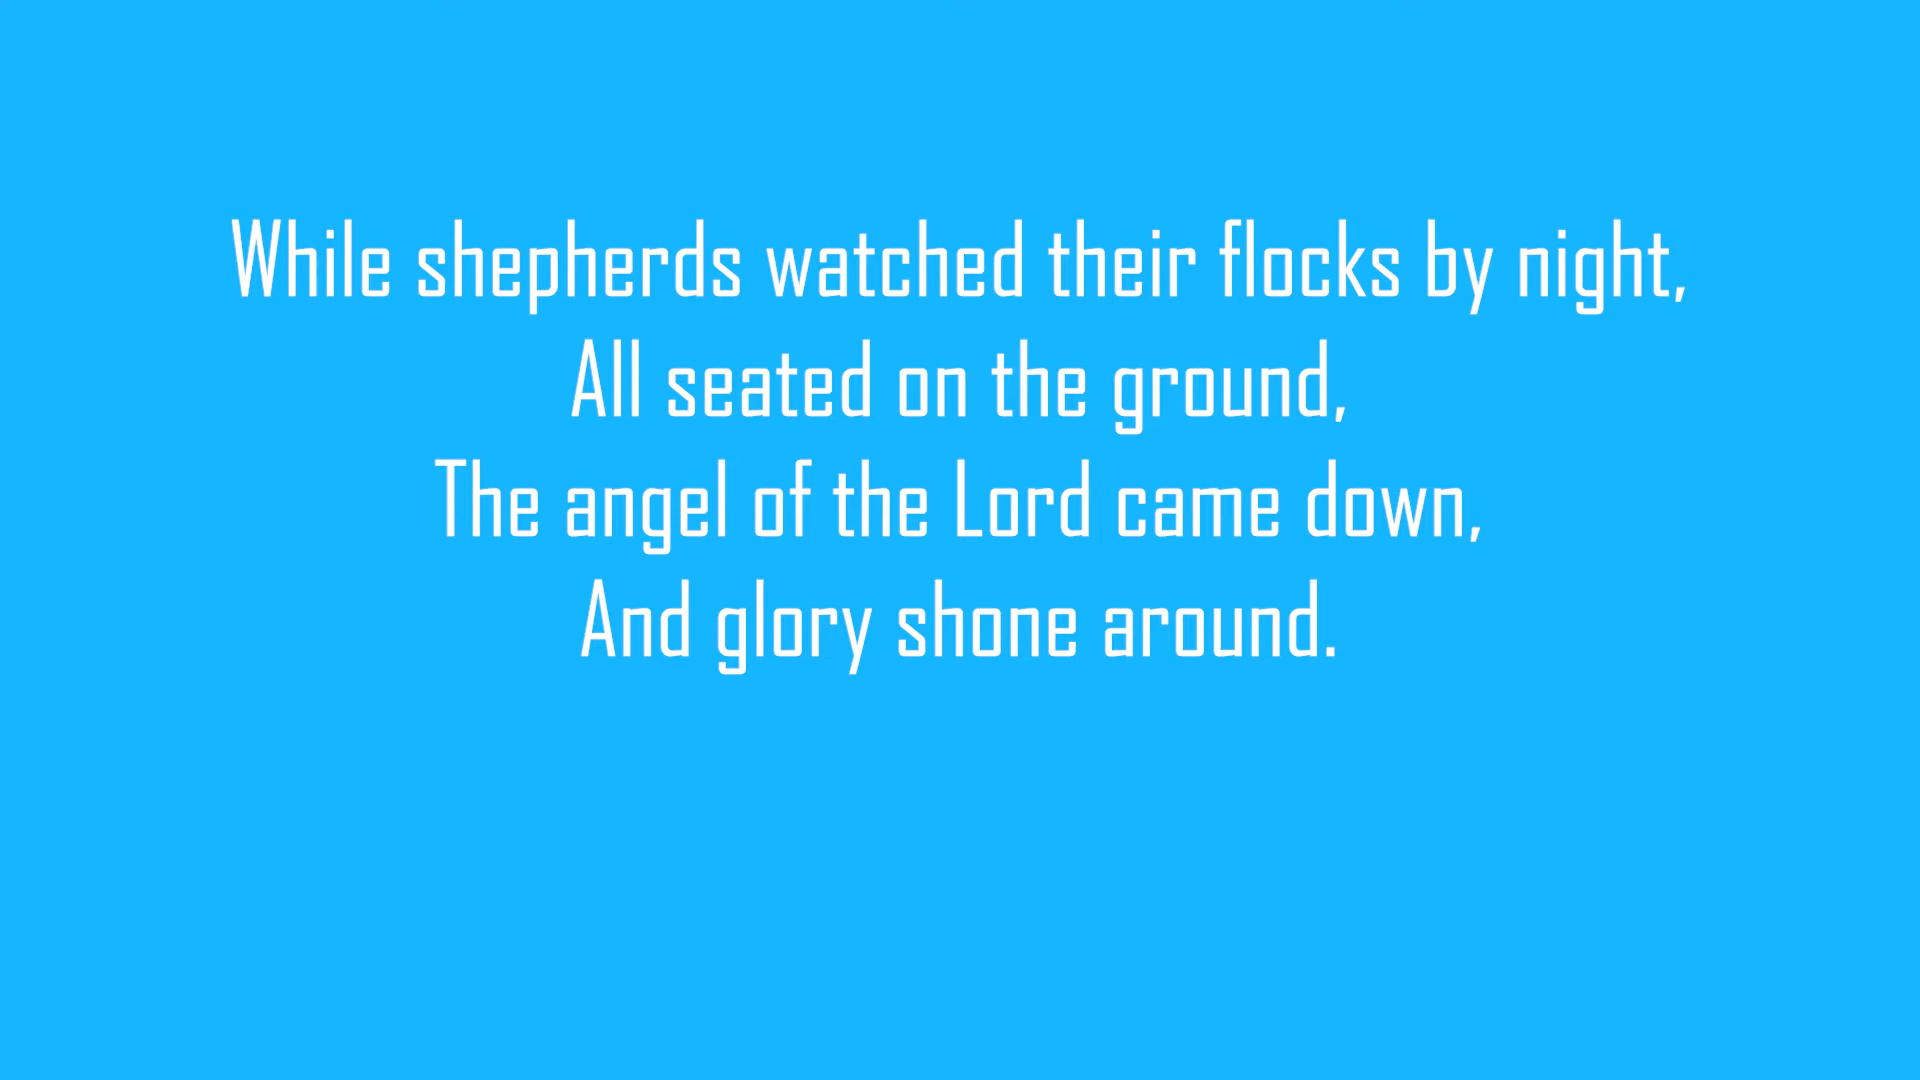 While shepherds watched their flocks by night,
All seated on the ground,
The angel of the Lord came down,
And glory shone around.